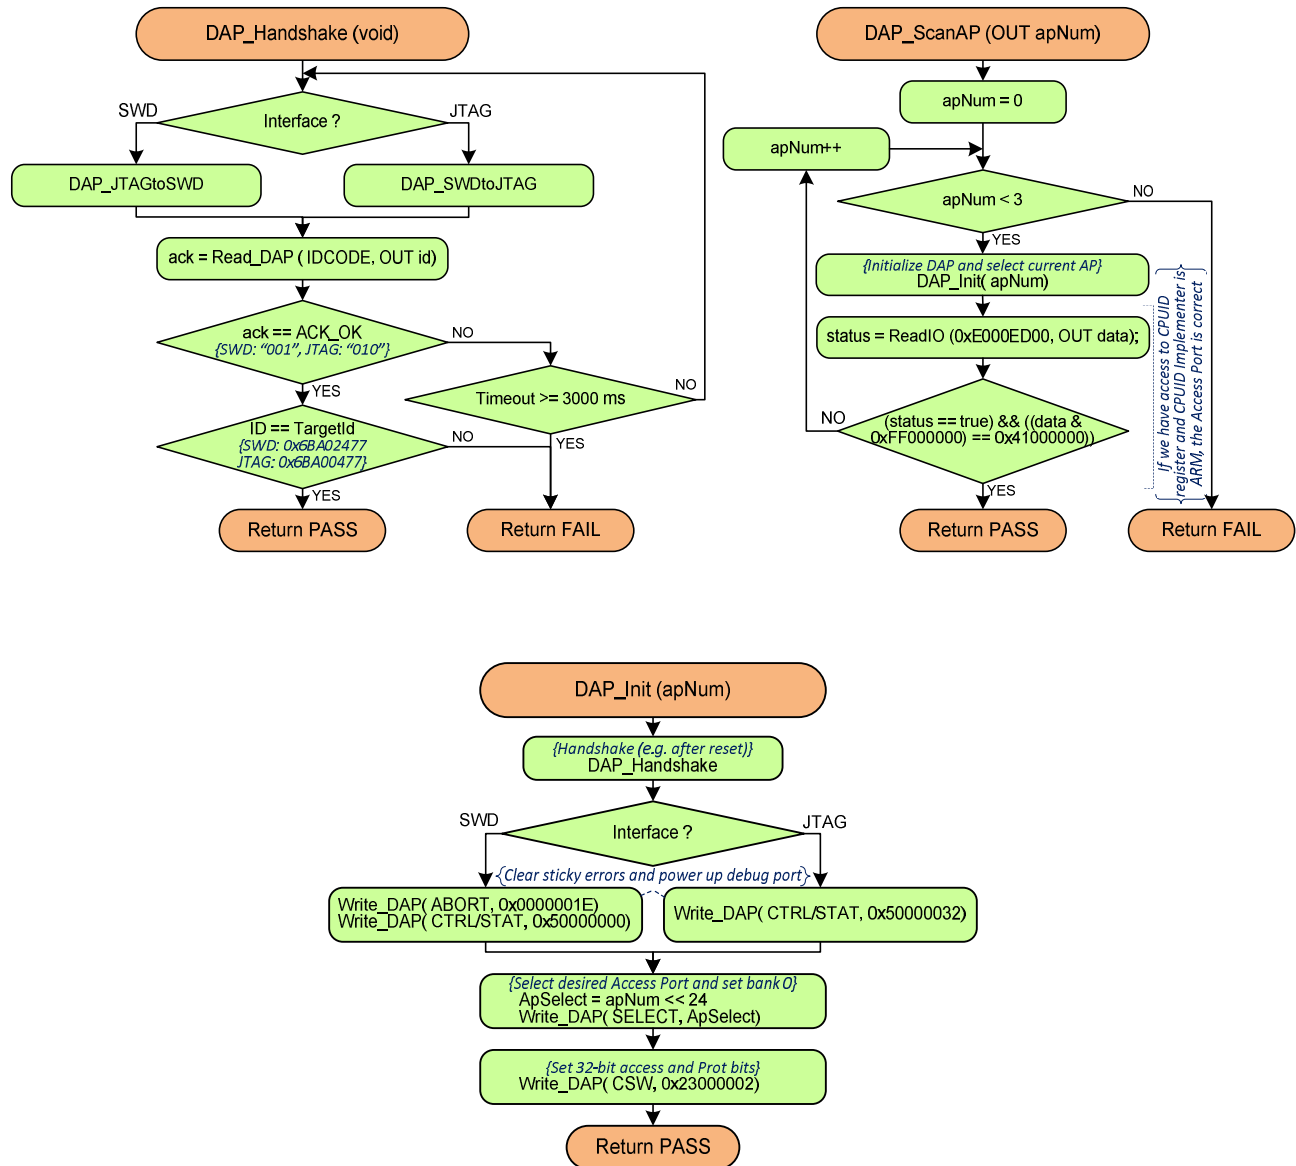 DAP_Handshake (void)
Interface ?
SWD
JTAG
DAP_JTAGtoSWD
DAP_SWDtoJTAG
ack = Read_DAP ( IDCODE, OUT id)
ack == ACK_OK
{SWD: “001”, JTAG: “010”}
NO
YES
Timeout >= 3000 ms
NO
YES
ID == TargetId
{SWD: 0x6BA02477
JTAG: 0x6BA00477}
NO
YES
Return PASS
Return FAIL
DAP_ScanAP (OUT apNum)
apNum = 0
apNum++
apNum < 3
NO
YES
{Initialize DAP and select current AP}
DAP_Init( apNum)
status = ReadIO (0xE000ED00, OUT data);
(status == true) && ((data &
0xFF000000) == 0x41000000))
NO
YES
If we have access to CPUID
register and CPUID Implementer is
ARM, the Access Port is correct
Return PASS
Return FAIL
DAP_Init (apNum)
{Handshake (e.g. after reset)}
DAP_Handshake
Interface ?
SWD
JTAG
{Clear sticky errors and power up debug port}
Write_DAP( ABORT, 0x0000001E)
Write_DAP( CTRL/STAT, 0x50000000)
Write_DAP( CTRL/STAT, 0x50000032)
{Select desired Access Port and set bank 0}
ApSelect = apNum << 24
Write_DAP( SELECT, ApSelect)
{Set 32-bit access and Prot bits}
Write_DAP( CSW, 0x23000002)
Return PASS